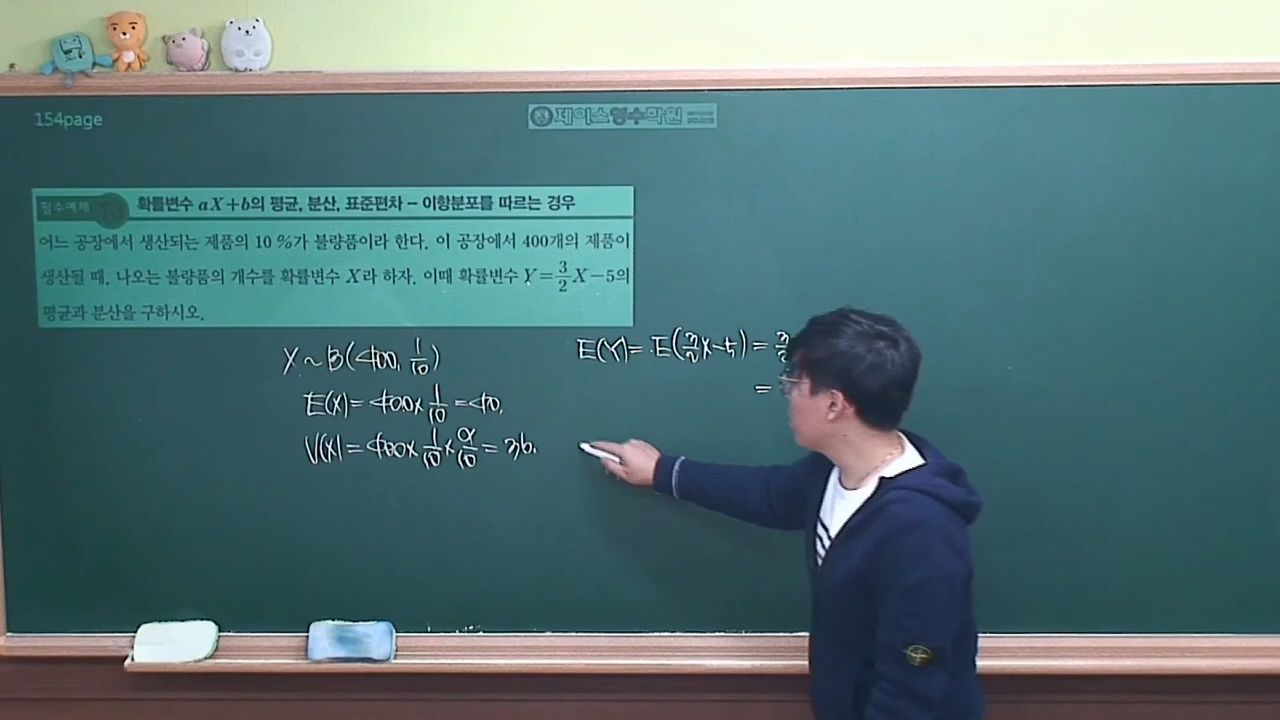 154page
제이스영수학원
필수예제
확률변수 aX+b의 평균, 분산, 표준편차 – 이항분포를 따르는 경우
어느 공장에서 생산되는 제품의 10 %가 불량품이라 한다. 이 공장에서 400개의 제품이
생산될 때, 나오는 불량품의 개수를 확률변수 X라 하자. 이때 확률변수 Y=3/2X−5의
평균과 분산을 구하시오.
X~B(400, 1/10)
E(X)=400×1/10=40.
V(X)=400×1/10×9/10=36.
E(Y)=E(3/2X-5)=3/2
=